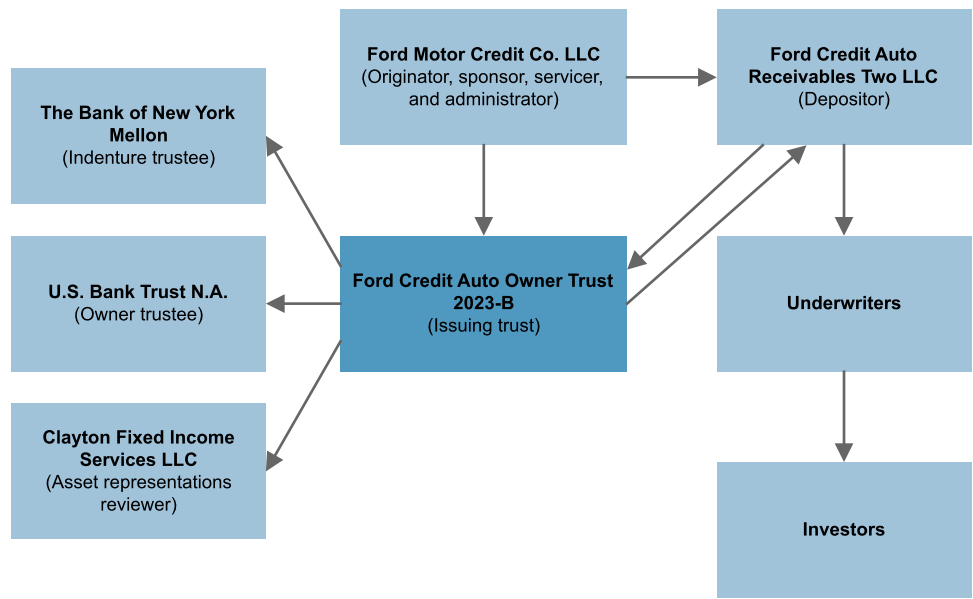 Ford Motor Credit Co. LLC
(Originator, sponsor, servicer,
and administrator)
Ford Credit Auto
Receivables Two LLC
(Depositor)
The Bank of New York
Mellon
(Indenture trustee)
U.S. Bank Trust N.A.
(Owner trustee)
Ford Credit Auto Owner Trust
2023-B
(Issuing trust)
Underwriters
Clayton Fixed Income
Services LLC
(Asset representations
reviewer)
Investors